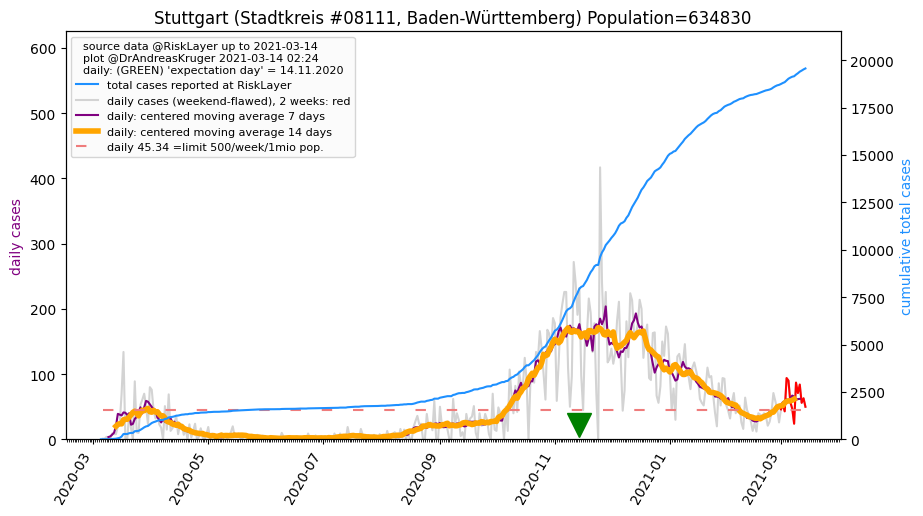 Stuttgart (Stadtkreis #08111, Baden-Württemberg) Population=634830
source data @RiskLayer up to 2021-03-14
plot @DrAndreasKruger 2021-03-14 02:24
daily: (GREEN) 'expectation day' = 14.11.2020
total cases reported at RiskLayer
daily cases (weekend-flawed), 2 weeks: red
daily: centered moving average 7 days
daily: centered moving average 14 days
daily 45.34 =limit 500/week/1mio pop.
daily cases
600
500
400
300
200
100
0
cumulative total cases
20000
17500
15000
12500
10000
7500
5000
2500
0
2020-03
2020-05
2020-07
2020-09
2020-11
2021-01
2021-03